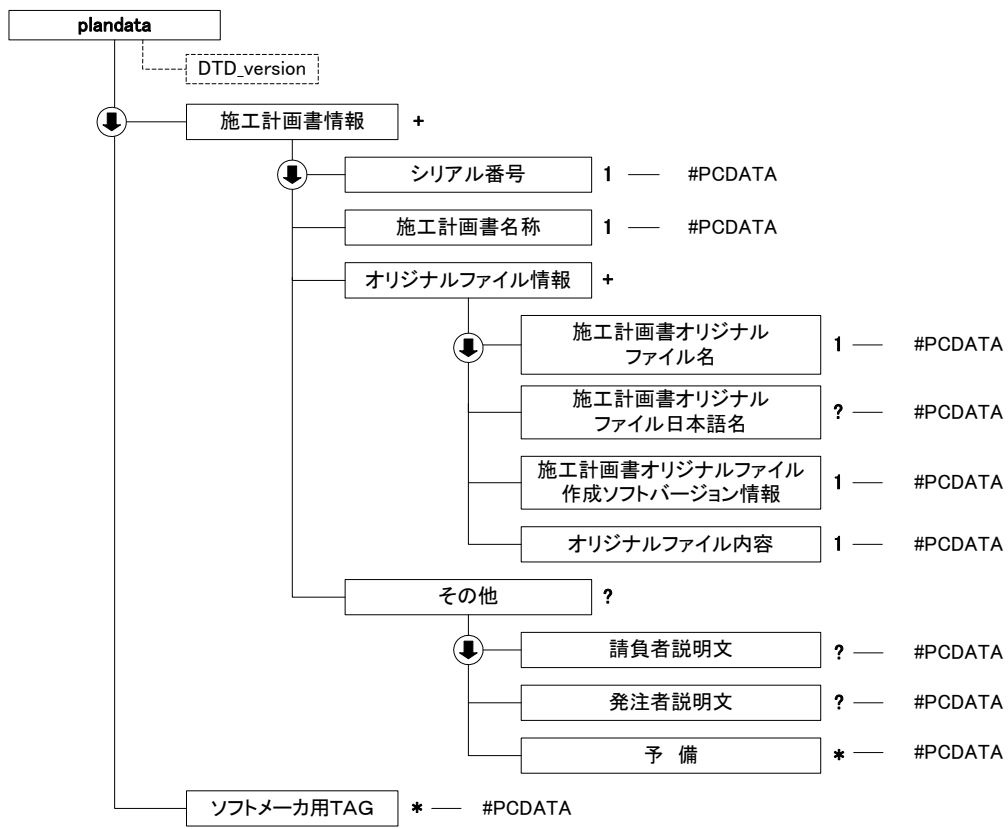 plandata
DTD_version
施工計画書情報 +
シリアル番号 1 #PCDATA
施工計画書名称 1 #PCDATA
オリジナルファイル情報 +
施工計画書オリジナル
ファイル名 1 #PCDATA
施工計画書オリジナル
ファイル日本語名 ? #PCDATA
施工計画書オリジナルファイル
作成ソフトバージョン情報 1 #PCDATA
オリジナルファイル内容 1 #PCDATA
その他 ?
請負者説明文 ? #PCDATA
発注者説明文 ? #PCDATA
予 備 * #PCDATA
ソフトメーカ用TAG * #PCDATA